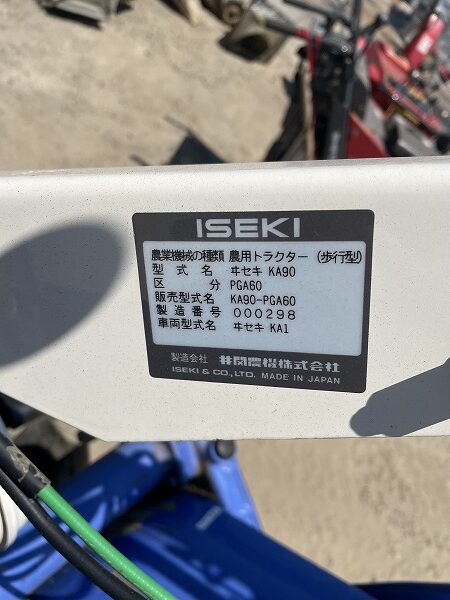 ISEKI
農業機械の種類 農用トラクター (歩行型)
型式名 ヰセキ KA90
区分 PGA60
販売型式名 KA90-PGA60
製造番号 000298
車両型式名 ヰセキ KA1
製造会社 井関農機株式会社
ISEKI & CO., LTD. MADE IN JAPAN